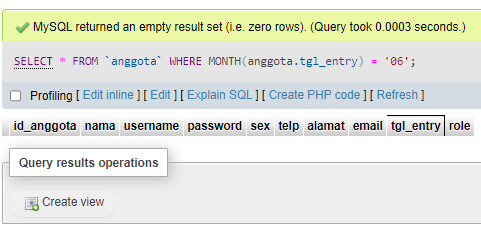 MySQL returned an empty result set (i.e. zero rows). (Query took 0.0003 seconds.)
SELECT * FROM `anggota` WHERE MONTH(anggota.tgl_entry) = '06';
Profiling [ Edit inline ] [ Edit ] [ Explain SQL ] [ Create PHP code ] [ Refresh ]
id_anggota nama username password sex telp alamat email tgl_entry role
Query results operations
Create view